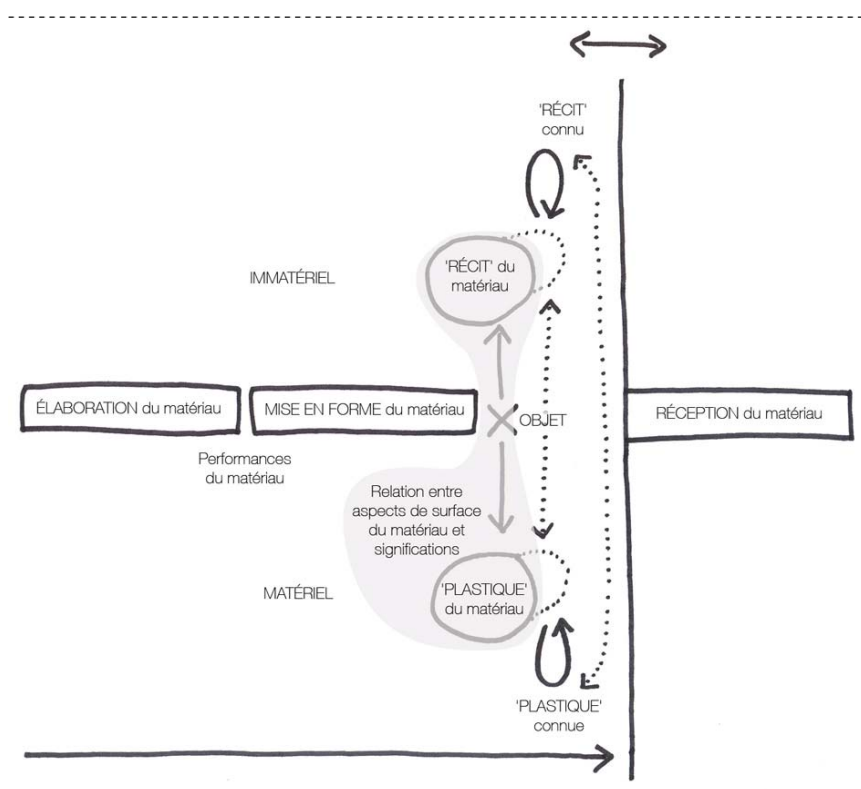 'RÉCIT'
connu
'RÉCIT' du
matériau
IMMATÉRIEL
ÉLABORATION du matériau
MISE EN FORME du matériau
OBJET
RÉCEPTION du matériau
Performances
du matériau
Relation entre
aspects de surface
du matériau et
significations
MATÉRIEL
'PLASTIQUE'
du matériau
'PLASTIQUE'
connue